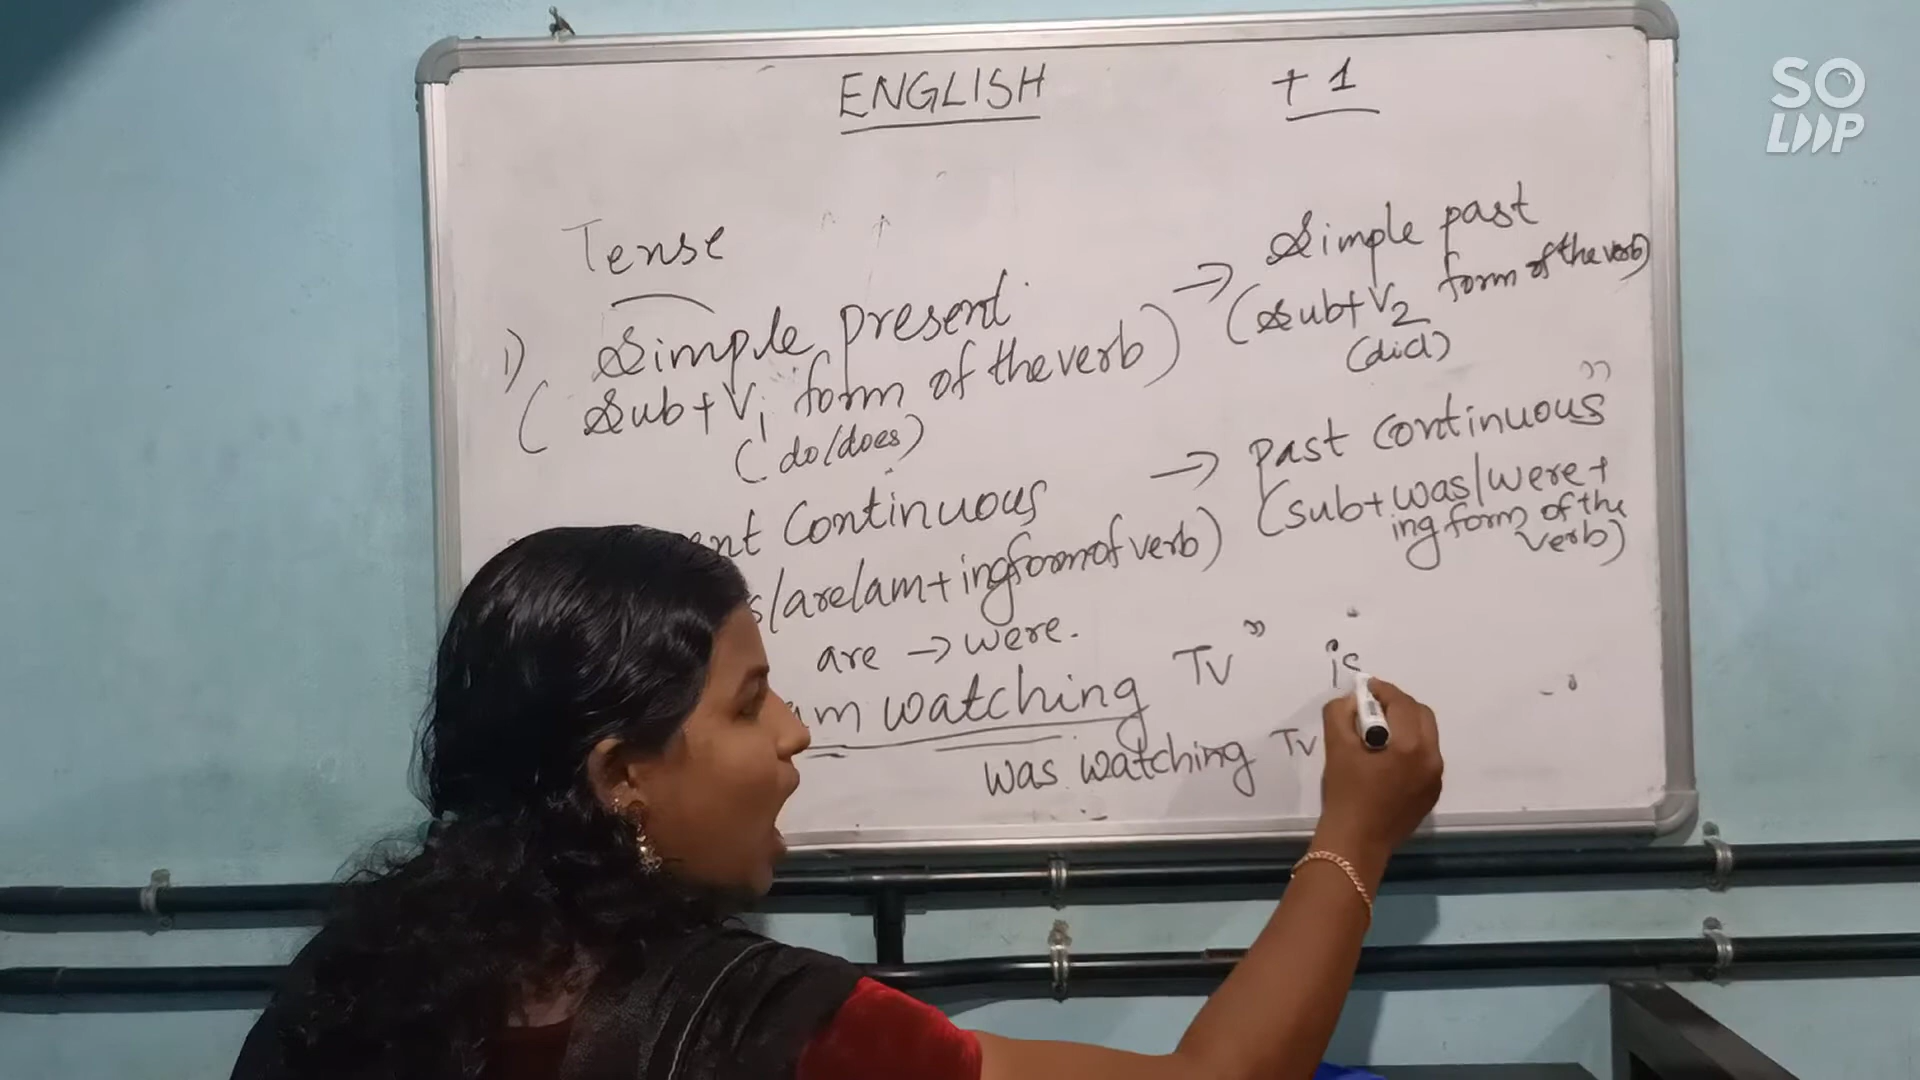 ENGLISH +1
Tense
1) Simple present → Simple past
(Sub+V1 form of the verb) (Sub+V2 form of the verb)
(do/does) (did)
ent Continuous → past continuous”
s/are/am+ing form of verb) (sub+was/were+
ing form of the
verb)
are → were.
am watching TV” is
was watching TV
SO
LOOP